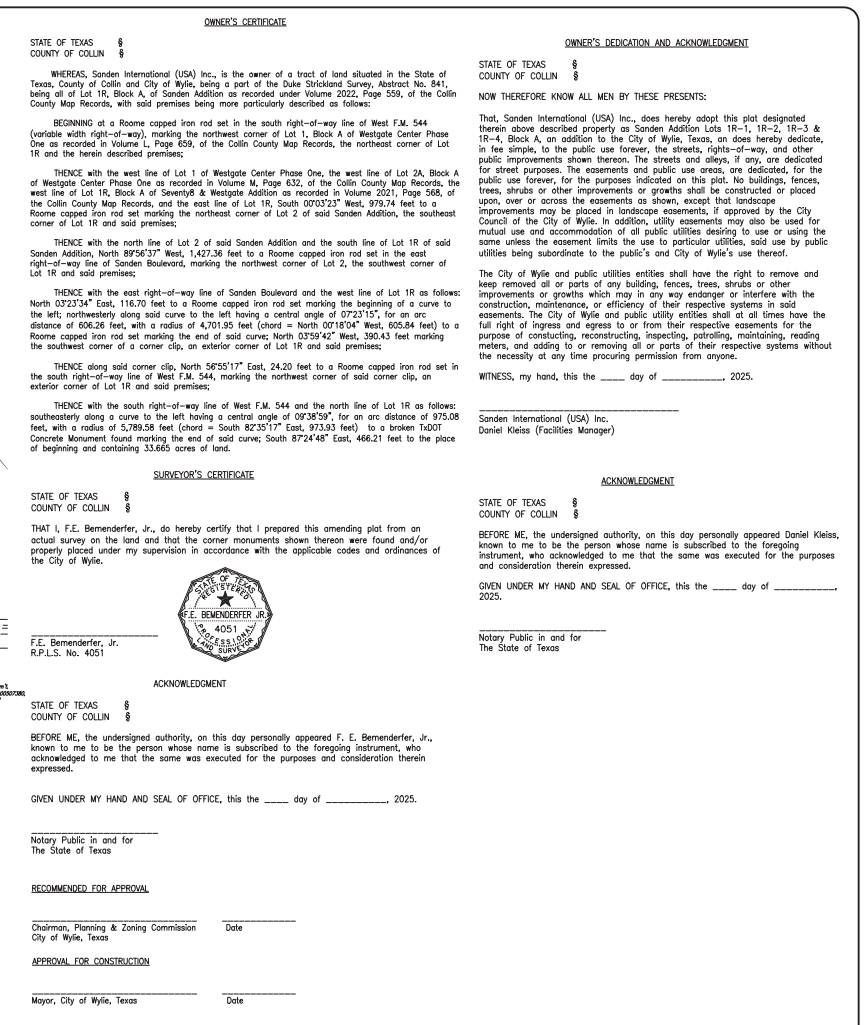 OWNER'S CERTIFICATE
STATE OF TEXAS §
COUNTY OF COLLIN §
WHEREAS, Sanden International (USA) Inc., is the owner of a tract of land situated in the State of
Texas, County of Collin and City of Wylie, being a part of the Duke Strickland Survey, Abstract No. 841,
being all of Lot 1R, Block A, of Sanden Addition as recorded under Volume 2022, Page 559, of the Collin
County Map Records, with said premises being more particularly described as follows:
BEGINNING at a Roome capped iron rod set in the south right-of-way line of West F.M. 544
(variable width right-of-way), marking the northwest corner of Lot 1, Block A of Westgate Center Phase
One as recorded in Volume L, Page 659, of the Collin County Map Records, the northeast corner of Lot
1R and the herein described premises;
THENCE with the west line of Lot 1 of Westgate Center Phase One, the west line of Lot 2A, Block A
of Westgate Center Phase One as recorded in Volume M, Page 632, of the Collin County Map Records, the
west line of Lot 1R, Block A of Seventy8 & Westgate Addition as recorded in Volume 2021, Page 568, of
the Collin County Map Records, and the east line of Lot 1R, South 00°03'23" West, 979.74 feet to a
Roome capped iron rod set marking the northeast corner of Lot 2 of said Sanden Addition, the southeast
corner of Lot 1R and said premises;
THENCE with the north line of Lot 2 of said Sanden Addition and the south line of Lot 1R of said
Sanden Addition, North 89°56'37" West, 1,427.36 feet to a Roome capped iron rod set in the east
right-of-way line of Sanden Boulevard, marking the northwest corner of Lot 2, the southwest corner of
Lot 1R and said premises;
THENCE with the east right-of-way line of Sanden Boulevard and the west line of Lot 1R as follows:
North 03°23'34" East, 116.70 feet to a Roome capped iron rod set marking the beginning of a curve to
the left; northwesterly along said curve to the left having a central angle of 07°23'15", for an arc
distance of 606.26 feet, with a radius of 4,701.95 feet (chord = North 00°18'04" West, 605.84 feet) to a
Roome capped iron rod set marking the end of said curve; North 03°59'42" West, 390.43 feet marking
the southwest corner of a corner clip, an exterior corner of Lot 1R and said premises;
THENCE along said corner clip, North 56°55'17" East, 24.20 feet to a Roome capped iron rod set in
the south right-of-way line of West F.M. 544, marking the northwest corner of said corner clip, an
exterior corner of Lot 1R and said premises;
THENCE with the south right-of-way line of West F.M. 544 and the north line of Lot 1R as follows:
southeasterly along a curve to the left having a central angle of 09°38'59", for an arc distance of 975.08
feet, with a radius of 5,789.58 feet (chord = South 82°35'17" East, 973.93 feet) to a broken TxDOT
Concrete Monument found marking the end of said curve; South 87°24'48" East, 466.21 feet to the place
of beginning and containing 33.665 acres of land.
SURVEYOR'S CERTIFICATE
STATE OF TEXAS §
COUNTY OF COLLIN §
THAT I, F.E. Bemenderfer, Jr., do hereby certify that I prepared this amending plat from an
actual survey on the land and that the corner monuments shown thereon were found and/or
properly placed under my supervision in accordance with the applicable codes and ordinances of
the City of Wylie.
STATE OF TEXAS
REGISTERED
F.E. BEMENDERFER JR.
4051
PROFESSIONAL
LAND SURVEYOR
F.E. Bemenderfer, Jr.
R.P.L.S. No. 4051
ACKNOWLEDGMENT
STATE OF TEXAS §
COUNTY OF COLLIN §
BEFORE ME, the undersigned authority, on this day personally appeared F. E. Bemenderfer, Jr.,
known to me to be the person whose name is subscribed to the foregoing instrument, who
acknowledged to me that the same was executed for the purposes and consideration therein
expressed.
GIVEN UNDER MY HAND AND SEAL OF OFFICE, this the ____ day of __________, 2025.
Notary Public in and for
The State of Texas
RECOMMENDED FOR APPROVAL
Chairman, Planning & Zoning Commission Date
City of Wylie, Texas
APPROVAL FOR CONSTRUCTION
Mayor, City of Wylie, Texas Date
OWNER'S DEDICATION AND ACKNOWLEDGMENT
STATE OF TEXAS §
COUNTY OF COLLIN §
NOW THEREFORE KNOW ALL MEN BY THESE PRESENTS:
That, Sanden International (USA) Inc., does hereby adopt this plat designated
therein above described property as Sanden Addition Lots 1R-1, 1R-2, 1R-3 &
1R-4, Block A, an addition to the City of Wylie, Texas, an does hereby dedicate,
in fee simple, to the public use forever, the streets, rights-of-way, and other
public improvements shown thereon. The streets and alleys, if any, are dedicated
for street purposes. The easements and public use areas, are dedicated, for the
public use forever, for the purposes indicated on this plat. No buildings, fences,
trees, shrubs or other improvements or growths shall be constructed or placed
upon, over or across the easements as shown, except that landscape
improvements may be placed in landscape easements, if approved by the City
Council of the City of Wylie. In addition, utility easements may also be used for
mutual use and accommodation of all public utilities desiring to use or using the
same unless the easement limits the use to particular utilities, said use by public
utilities being subordinate to the public's and City of Wylie's use thereof.
The City of Wylie and public utilities entities shall have the right to remove and
keep removed all or parts of any building, fences, trees, shrubs or other
improvements or growths which may in any way endanger or interfere with the
construction, maintenance, or efficiency of their respective systems in said
easements. The City of Wylie and public utility entities shall at all times have the
full right of ingress and egress to or from their respective easements for the
purpose of constucting, reconstructing, inspecting, patrolling, maintaining, reading
meters, and adding to or removing all or parts of their respective systems without
the necessity at any time procuring permission from anyone.
WITNESS, my hand, this the ____ day of __________, 2025.
Sanden International (USA) Inc.
Daniel Kleiss (Facilities Manager)
ACKNOWLEDGMENT
STATE OF TEXAS §
COUNTY OF COLLIN §
BEFORE ME, the undersigned authority, on this day personally appeared Daniel Kleiss,
known to me to be the person whose name is subscribed to the foregoing
instrument, who acknowledged to me that the same was executed for the purposes
and consideration therein expressed.
GIVEN UNDER MY HAND AND SEAL OF OFFICE, this the ____ day of __________,
2025.
Notary Public in and for
The State of Texas